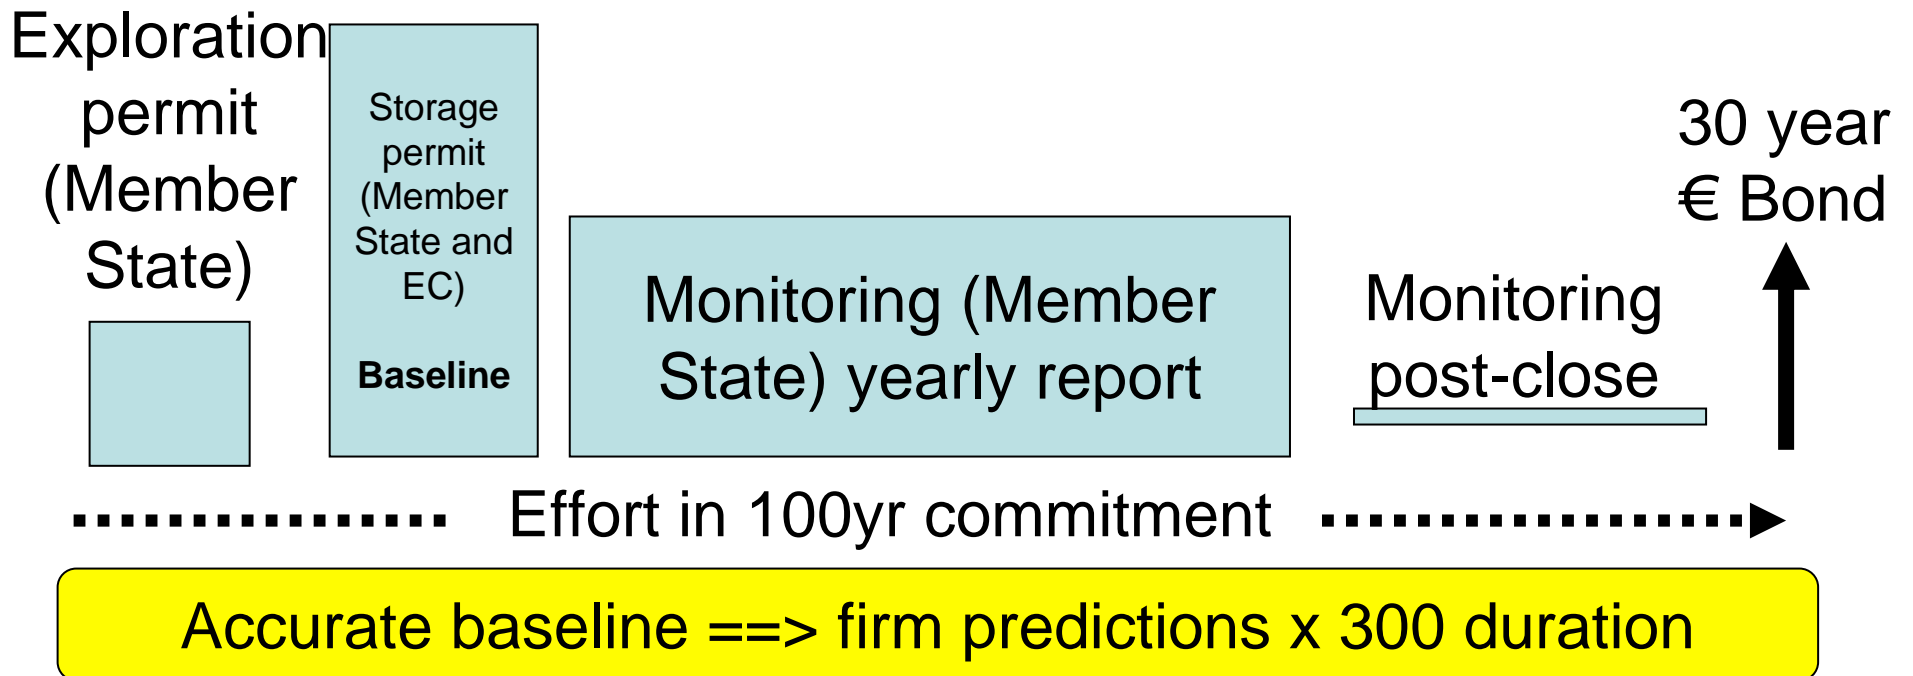 Exploration
permit
(Member
State)
Storage
permit
(Member
State and
EC)
Baseline
Monitoring (Member
State) yearly report
Monitoring
post-close
30 year
€ Bond
Effort in 100yr commitment
Accurate baseline ==> firm predictions x 300 duration